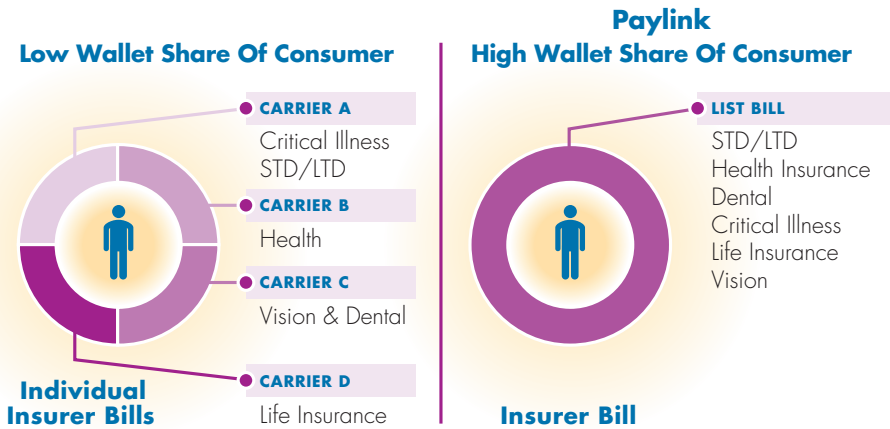 Low Wallet Share Of Consumer
CARRIER A
Critical Illness
STD/LTD
CARRIER B
Health
CARRIER C
Vision & Dental
CARRIER D
Life Insurance
Individual
Insurer Bills
Paylink
High Wallet Share Of Consumer
LIST BILL
STD/LTD
Health Insurance
Dental
Critical Illness
Life Insurance
Vision
Insurer Bill